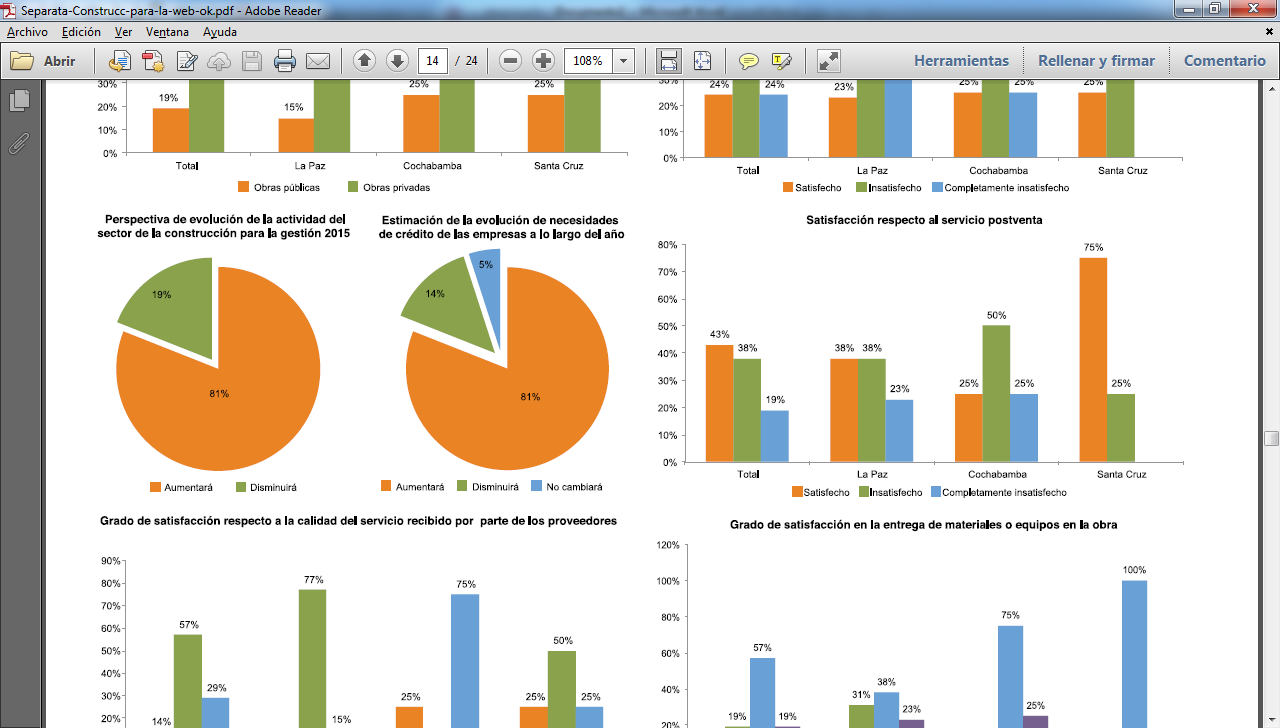 Separata-Construcc-para-la-web-ok.pdf - Adobe Reader
Archivo Edición Ver Ventana Ayuda
Abrir 14 / 24 108% Herramientas Rellenar y firmar Comentario
30%
20%
10%
0%
19% 15% 25% 25%
Total La Paz Cochabamba Santa Cruz
Obras públicas Obras privadas
30%
20%
10%
0%
24% 24% 23% 25% 25% 25%
Total La Paz Cochabamba Santa Cruz
Satisfecho Insatisfecho Completamente insatisfecho
Perspectiva de evolución de la actividad del
sector de la construcción para la gestión 2015
19%
81%
Aumentará Disminuirá
Estimación de la evolución de necesidades
de crédito de las empresas a lo largo del año
5%
14%
81%
Aumentará Disminuirá No cambiará
Satisfacción respecto al servicio postventa
80%
70%
60%
50%
40%
30%
20%
10%
0%
43% 38% 19% 38% 38% 23% 25% 50% 25% 75% 25%
Total La Paz Cochabamba Santa Cruz
Satisfecho Insatisfecho Completamente insatisfecho
Grado de satisfacción respecto a la calidad del servicio recibido por parte de los proveedores
90%
80%
70%
60%
50%
40%
30%
20%
14% 57% 29% 77% 15% 25% 75% 25% 50% 25%
Grado de satisfacción en la entrega de materiales o equipos en la obra
120%
100%
80%
60%
40%
20%
19% 57% 19% 31% 38% 23% 75% 25% 100%